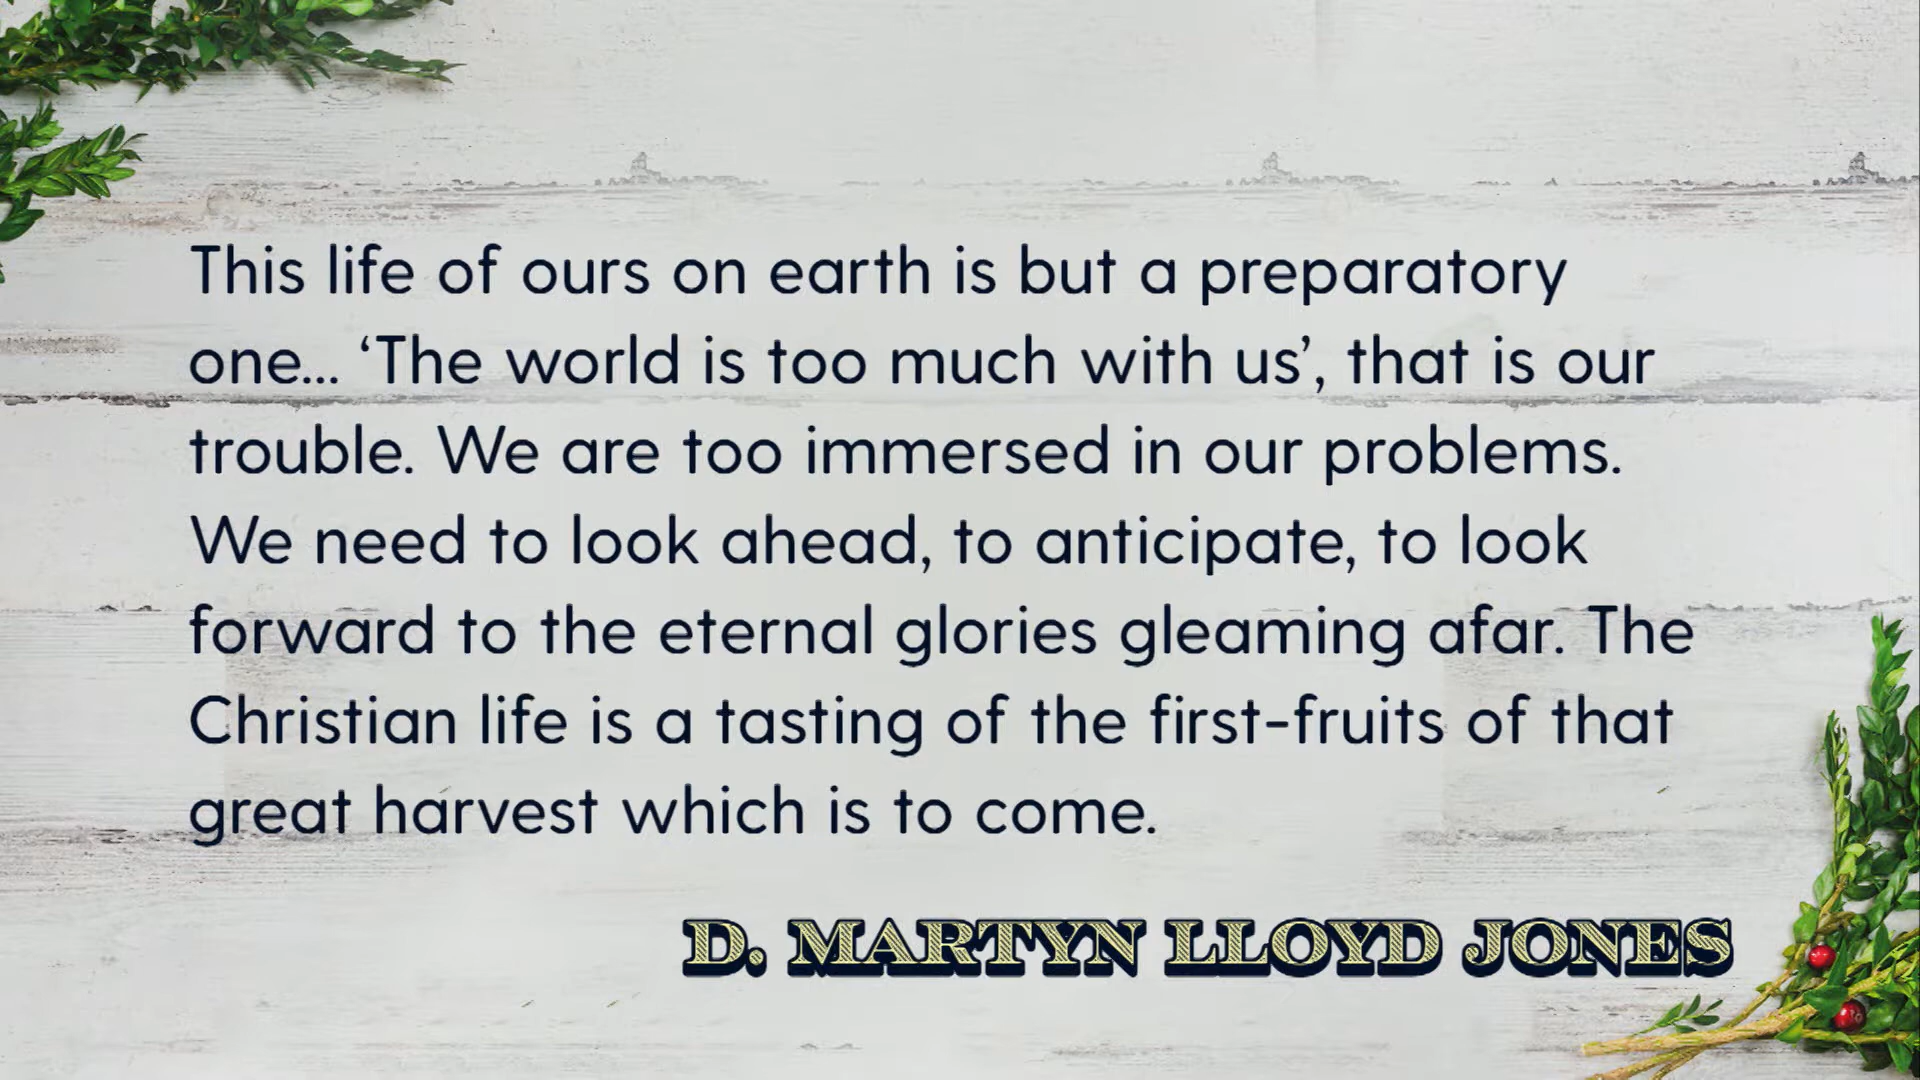 This life of ours on earth is but a preparatory
one... ‘The world is too much with us’, that is our
trouble. We are too immersed in our problems.
We need to look ahead, to anticipate, to look
forward to the eternal glories gleaming afar. The
Christian life is a tasting of the first-fruits of that
great harvest which is to come.
D. MARTYN LLOYD JONES